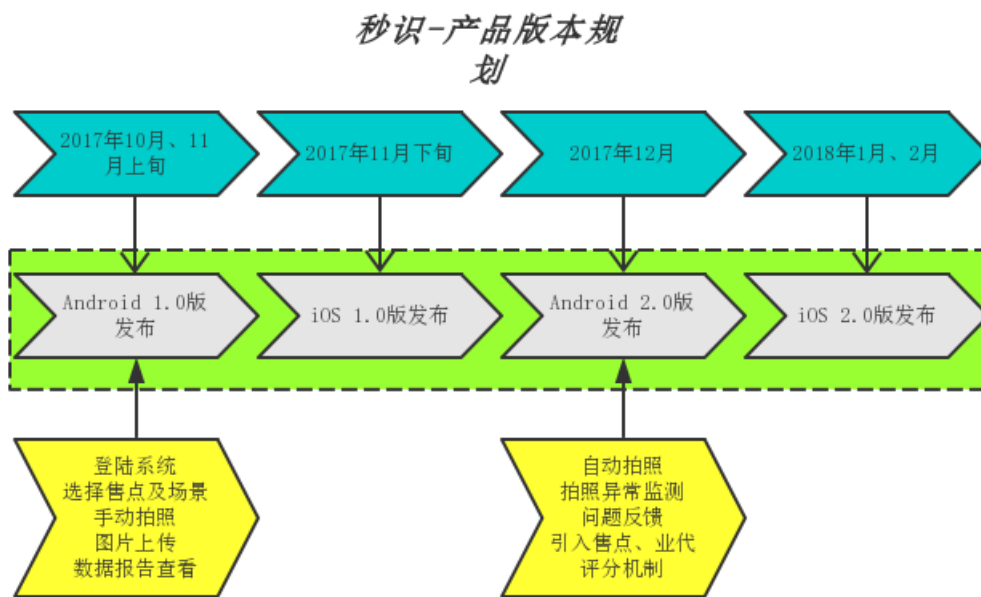 秒识-产品版本规
划
2017年10月、11
月上旬
2017年11月下旬
2017年12月
2018年1月、2月
Android 1.0版
发布
iOS 1.0版发布
Android 2.0版
发布
iOS 2.0版发布
登陆系统
选择售点及场景
手动拍照
图片上传
数据报告查看
自动拍照
拍照异常监测
问题反馈
引入售点、业代
评分机制